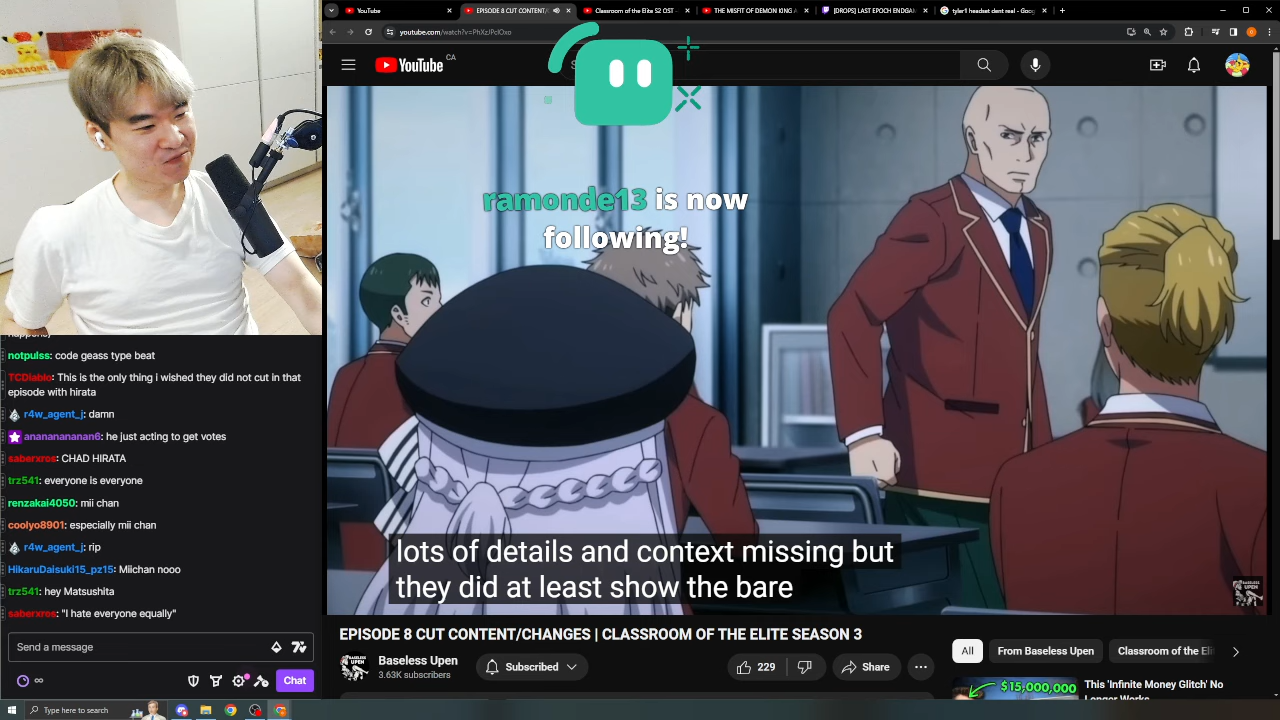 YouTube
EPISODE 8 CUT CONTENT/
Classroom of the Elite S2 OST -
THE MISFIT OF DEMON KING A
[DROPS] LAST EPOCH ENDGA
tyler1 headset dent real - Goo
youtube.com/watch?v=PhXzJPclOxo
YouTube CA
ramonde13 is now
following!
notpulss: code geass type beat
TCDiablo: This is the only thing i wished they did not cut in that
episode with hirata
r4w_agent_j: damn
anananananan6: he just acting to get votes
saberxros: CHAD HIRATA
trz541: everyone is everyone
renzakai4050: mii chan
coolyo8901: especially mii chan
r4w_agent_j: rip
HikaruDaisuki15_pz15: Miichan nooo
trz541: hey Matsushita
saberxros: "I hate everyone equally"
Send a message
Chat
lots of details and context missing but
they did at least show the bare
BASELESS
UPEN
EPISODE 8 CUT CONTENT/CHANGES | CLASSROOM OF THE ELITE SEASON 3
Baseless Upen
3.63K subscribers
Subscribed
229
Share
All
From Baseless Upen
Classroom of the Eli
$15,000,000
This 'Infinite Money Glitch' No
Longer Works
Type here to search